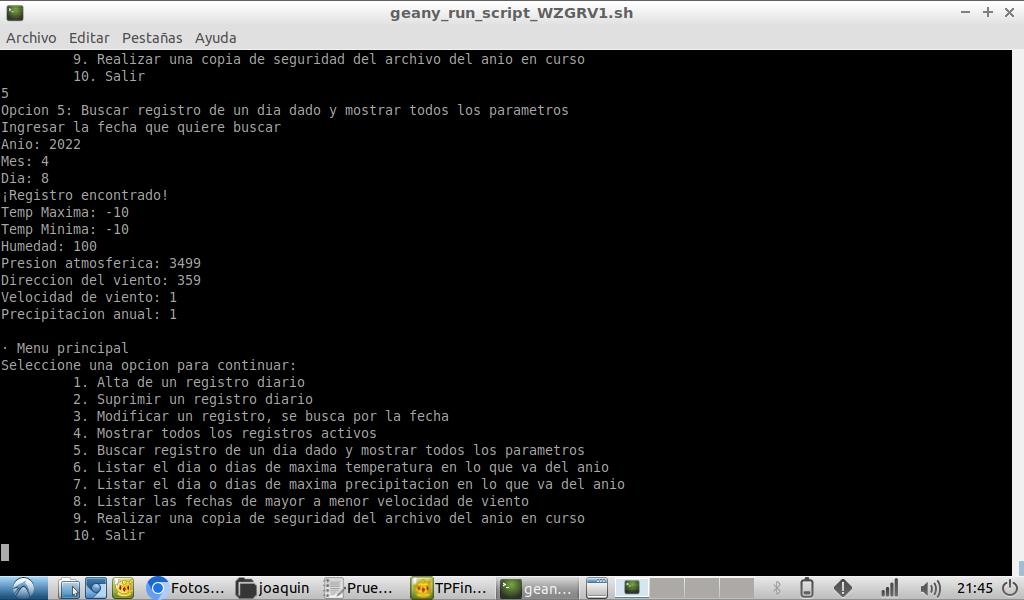 geany_run_script_WZGRV1.sh
Archivo Editar Pestañas Ayuda
9. Realizar una copia de seguridad del archivo del anio en curso
10. Salir
5
Opcion 5: Buscar registro de un dia dado y mostrar todos los parametros
Ingresar la fecha que quiere buscar
Anio: 2022
Mes: 4
Dia: 8
¡Registro encontrado!
Temp Maxima: -10
Temp Minima: -10
Humedad: 100
Presion atmosferica: 3499
Direccion del viento: 359
Velocidad de viento: 1
Precipitacion anual: 1
· Menu principal
Seleccione una opcion para continuar:
1. Alta de un registro diario
2. Suprimir un registro diario
3. Modificar un registro, se busca por la fecha
4. Mostrar todos los registros activos
5. Buscar registro de un dia dado y mostrar todos los parametros
6. Listar el dia o dias de maxima temperatura en lo que va del anio
7. Listar el dia o dias de maxima precipitacion en lo que va del anio
8. Listar las fechas de mayor a menor velocidad de viento
9. Realizar una copia de seguridad del archivo del anio en curso
10. Salir
Fotos... joaquin Prue... TPFin... gean... 21:45